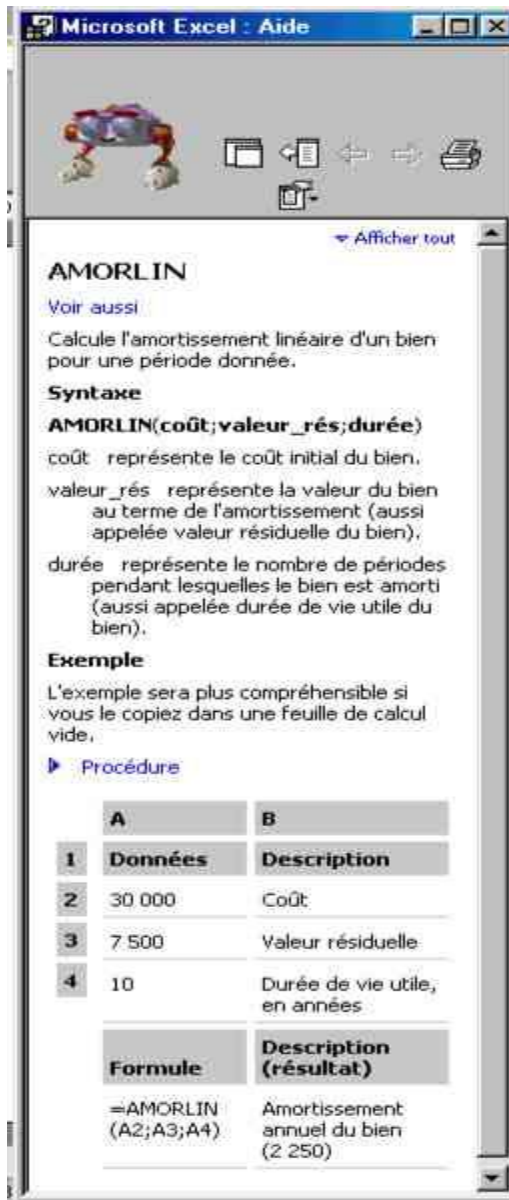 Microsoft Excel : Aide
Afficher tout
AMORLIN
Voir aussi
Calcule l'amortissement linéaire d'un bien
pour une période donnée.
Syntaxe
AMORLIN(coût;valeur_rés;durée)
coût représente le coût initial du bien.
valeur_rés représente la valeur du bien
au terme de l'amortissement (aussi
appelée valeur résiduelle du bien).
durée représente le nombre de périodes
pendant lesquelles le bien est amorti
(aussi appelée durée de vie utile du
bien).
Exemple
L'exemple sera plus compréhensible si
vous le copiez dans une feuille de calcul
vide.
Procédure
A B
1 Données Description
2 30 000 Coût
3 7 500 Valeur résiduelle
4 10 Durée de vie utile,
en années
Formule Description
(résultat)
=AMORLIN
(A2;A3;A4)
Amortissement
annuel du bien
(2 250)